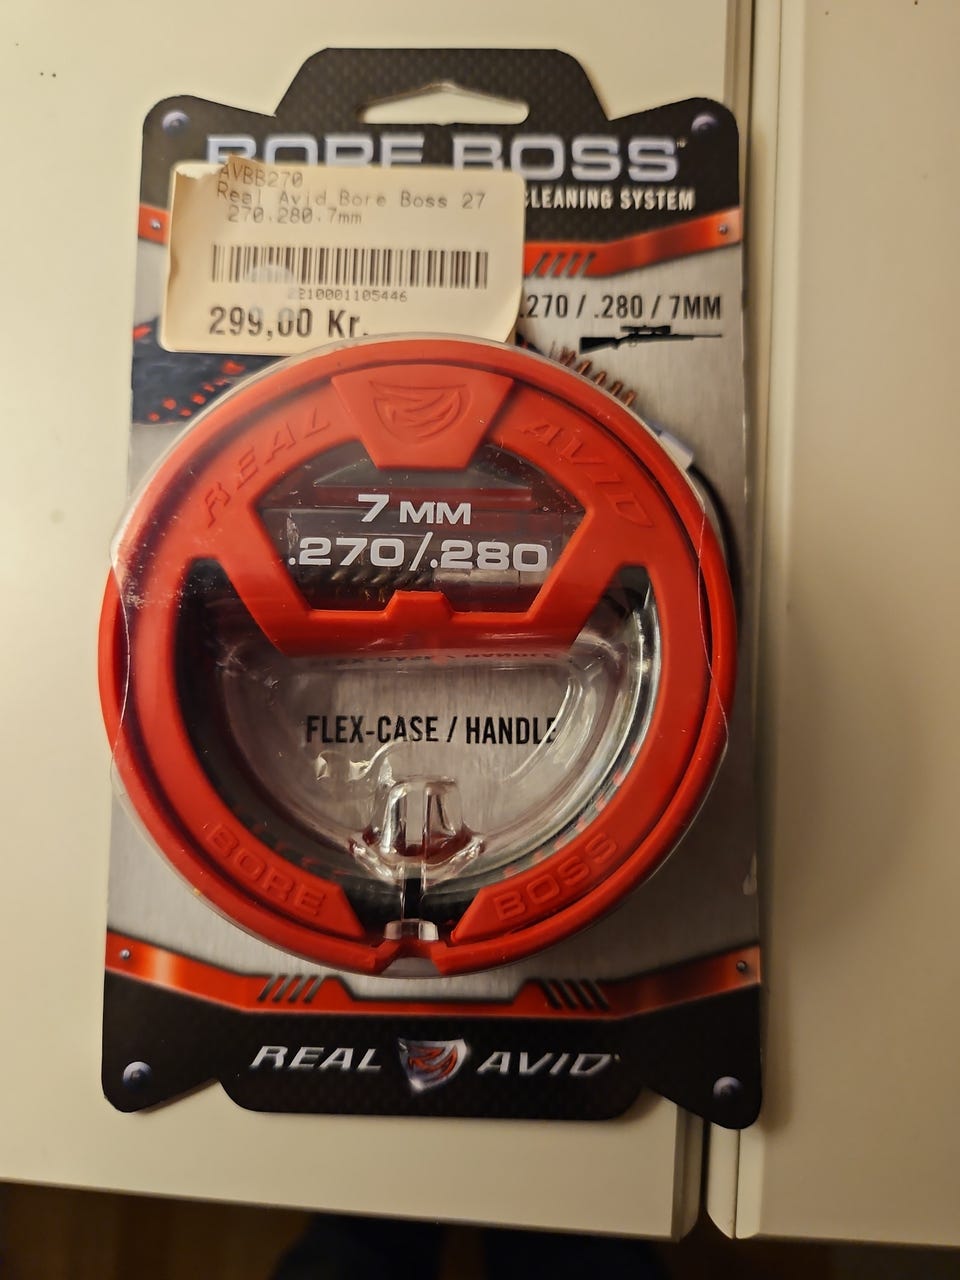 BORE BOSS
CLEANING SYSTEM
AVBB270
Real Avid Bore Boss 27
270.280.7mm
2210001105446
299,00 Kr.
.270 / .280 / 7MM
REAL AVID
7 MM
.270/.280
FLEX-CASE / HANDLE
BORE BOSS
REAL AVID